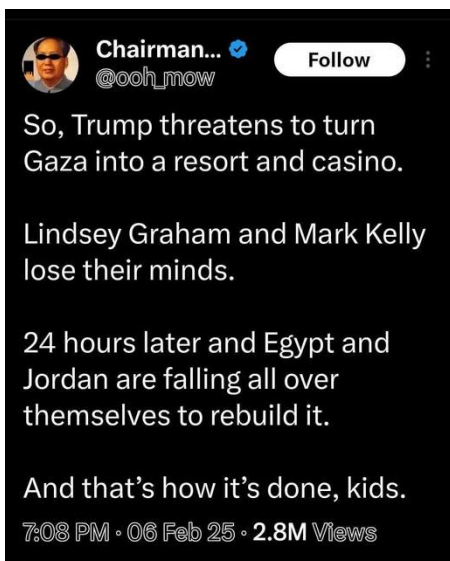 Chairman...
@ooh_mow
Follow
So, Trump threatens to turn
Gaza into a resort and casino.
Lindsey Graham and Mark Kelly
lose their minds.
24 hours later and Egypt and
Jordan are falling all over
themselves to rebuild it.
And that’s how it’s done, kids.
7:08 PM · 06 Feb 25 · 2.8M Views